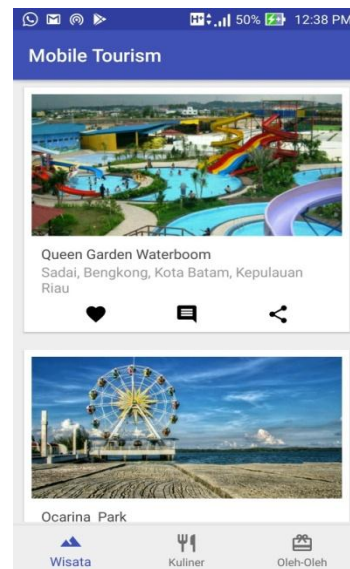 H+ 50% 12:38 PM
Mobile Tourism
Queen Garden Waterboom
Sadai, Bengkong, Kota Batam, Kepulauan
Riau
Ocarina Park
Wisata Kuliner Oleh-Oleh